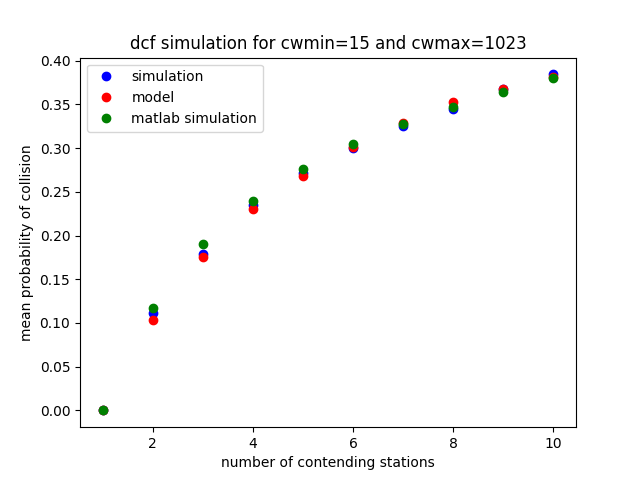 dcf simulation for cwmin=15 and cwmax=1023
simulation
model
matlab simulation
mean probability of collision
0.40
0.35
0.30
0.25
0.20
0.15
0.10
0.05
0.00
2 4 6 8 10
number of contending stations